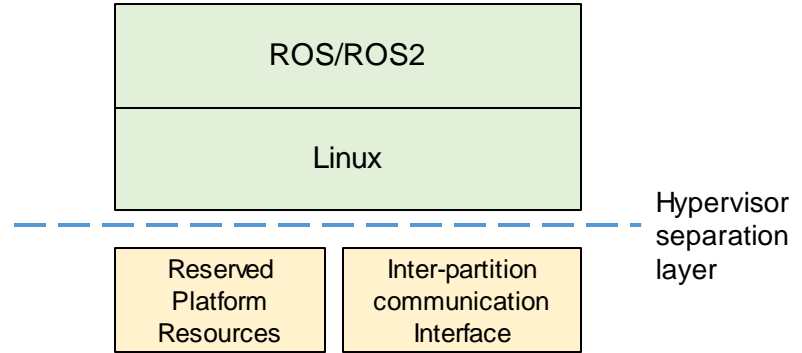 ROS/ROS2
Linux
Hypervisor
separation
layer
Reserved
Platform
Resources
Inter-partition
communication
Interface